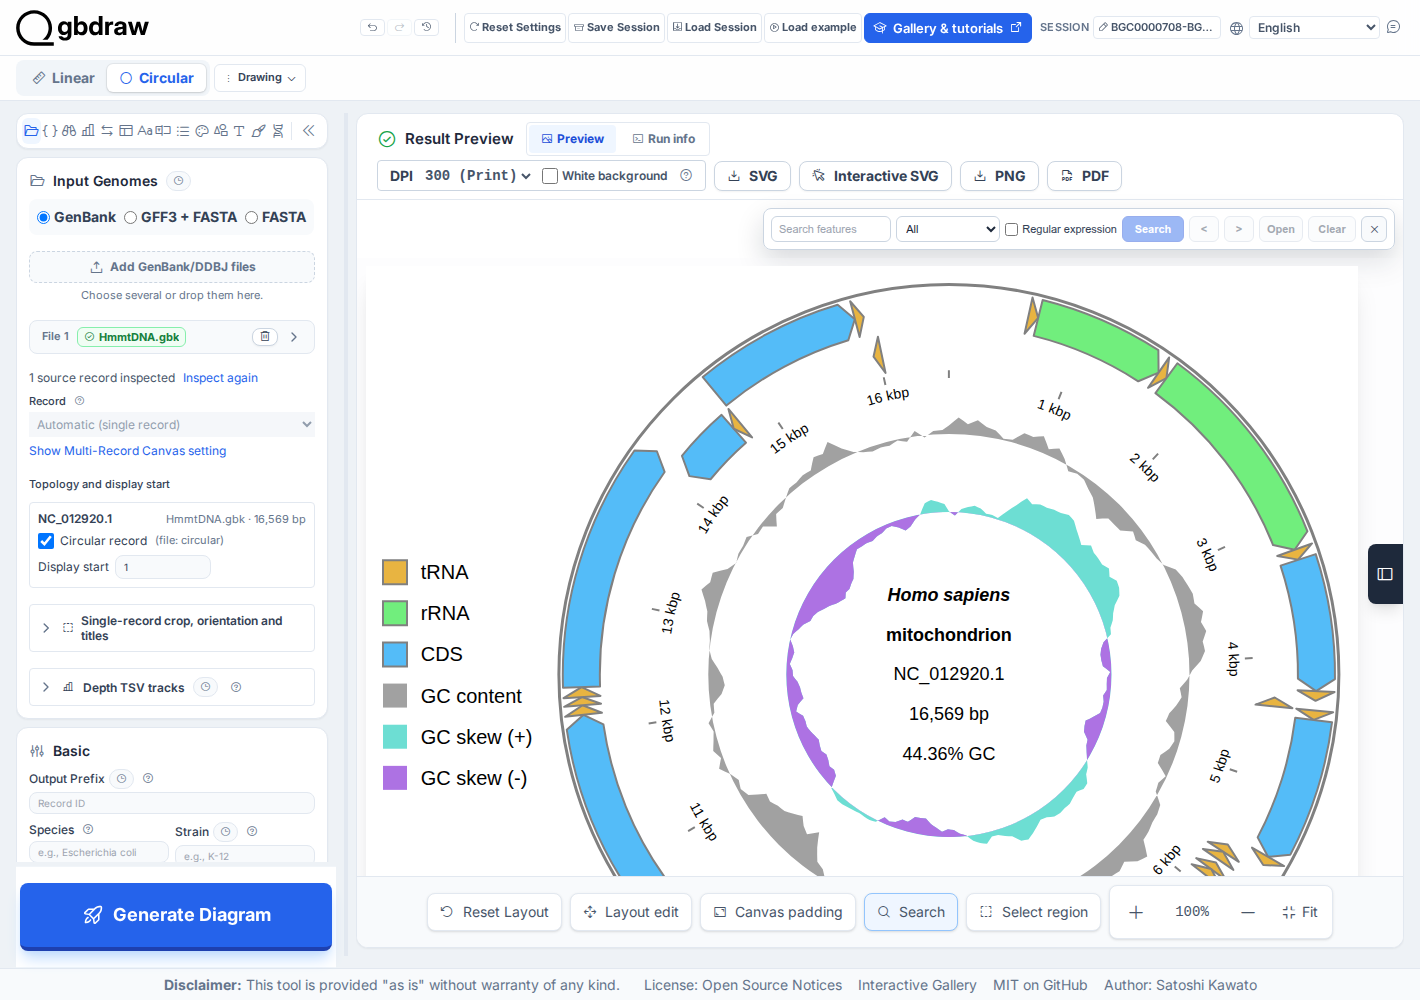 gbdraw
Reset Settings
Save Session
Load Session
Load example
Gallery & tutorials
SESSION
BGC0000708-BG...
English
Linear
Circular
Drawing
Input Genomes
GenBank
GFF3 + FASTA
FASTA
Add GenBank/DDBJ files
Choose several or drop them here.
File 1
HmmtDNA.gbk
1 source record inspected Inspect again
Record
Automatic (single record)
Show Multi-Record Canvas setting
Topology and display start
NC_012920.1
HmmtDNA.gbk · 16,569 bp
Circular record (file: circular)
Display start
1
Single-record crop, orientation and
titles
Depth TSV tracks
Basic
Output Prefix
Record ID
Species
Strain
e.g., Escherichia coli
e.g., K-12
Generate Diagram
Result Preview
Preview
Run info
DPI
300 (Print)
White background
SVG
Interactive SVG
PNG
PDF
Search features
All
Regular expression
Search
<
>
Open
Clear
×
16 kbp
1 kbp
15 kbp
2 kbp
14 kbp
3 kbp
13 kbp
4 kbp
12 kbp
5 kbp
11 kbp
6 kbp
tRNA
rRNA
CDS
GC content
GC skew (+)
GC skew (-)
Homo sapiens
mitochondrion
NC_012920.1
16,569 bp
44.36% GC
Reset Layout
Layout edit
Canvas padding
Search
Select region
+
100%
−
Fit
Disclaimer: This tool is provided "as is" without warranty of any kind.
License: Open Source Notices
Interactive Gallery
MIT on GitHub
Author: Satoshi Kawato